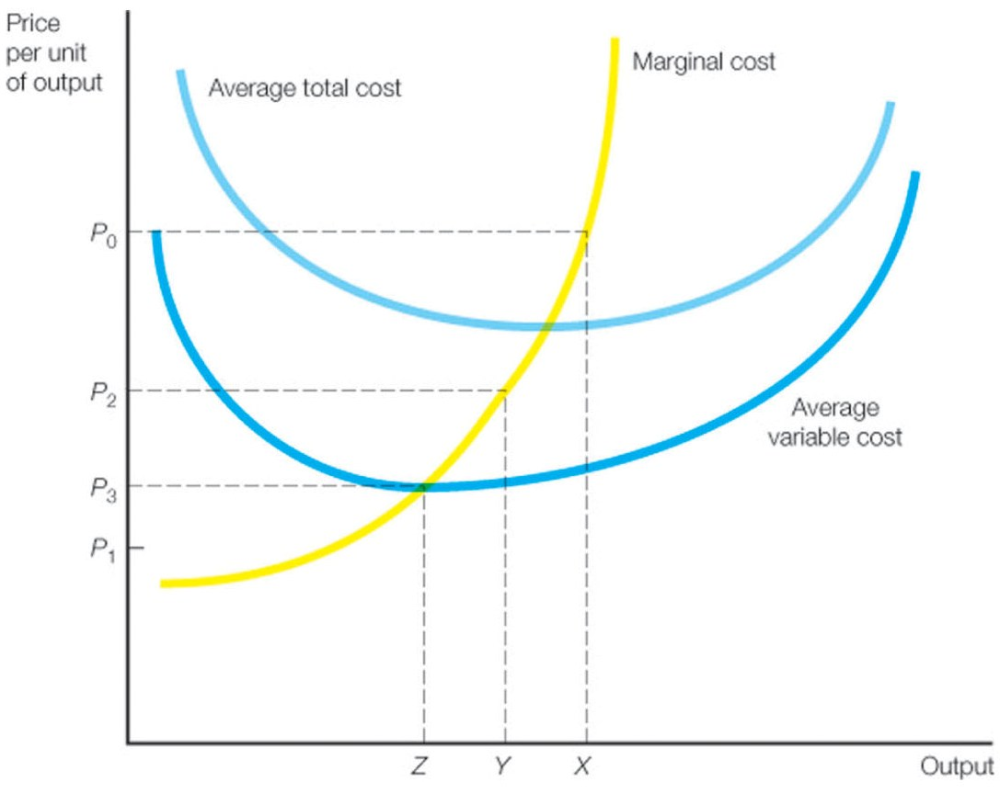 Price
per unit
of output
Average total cost
Marginal cost
P0
P2
Average
variable cost
P3
P1
Z Y X Output